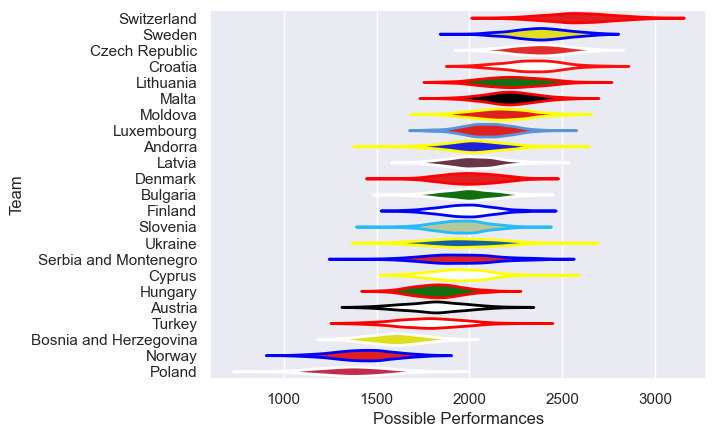 Switzerland
Sweden
Czech Republic
Croatia
Lithuania
Malta
Moldova
Luxembourg
Andorra
Latvia
Denmark
Bulgaria
Finland
Slovenia
Ukraine
Serbia and Montenegro
Cyprus
Hungary
Austria
Turkey
Bosnia and Herzegovina
Norway
Poland
Team
1000 1500 2000 2500 3000
Possible Performances